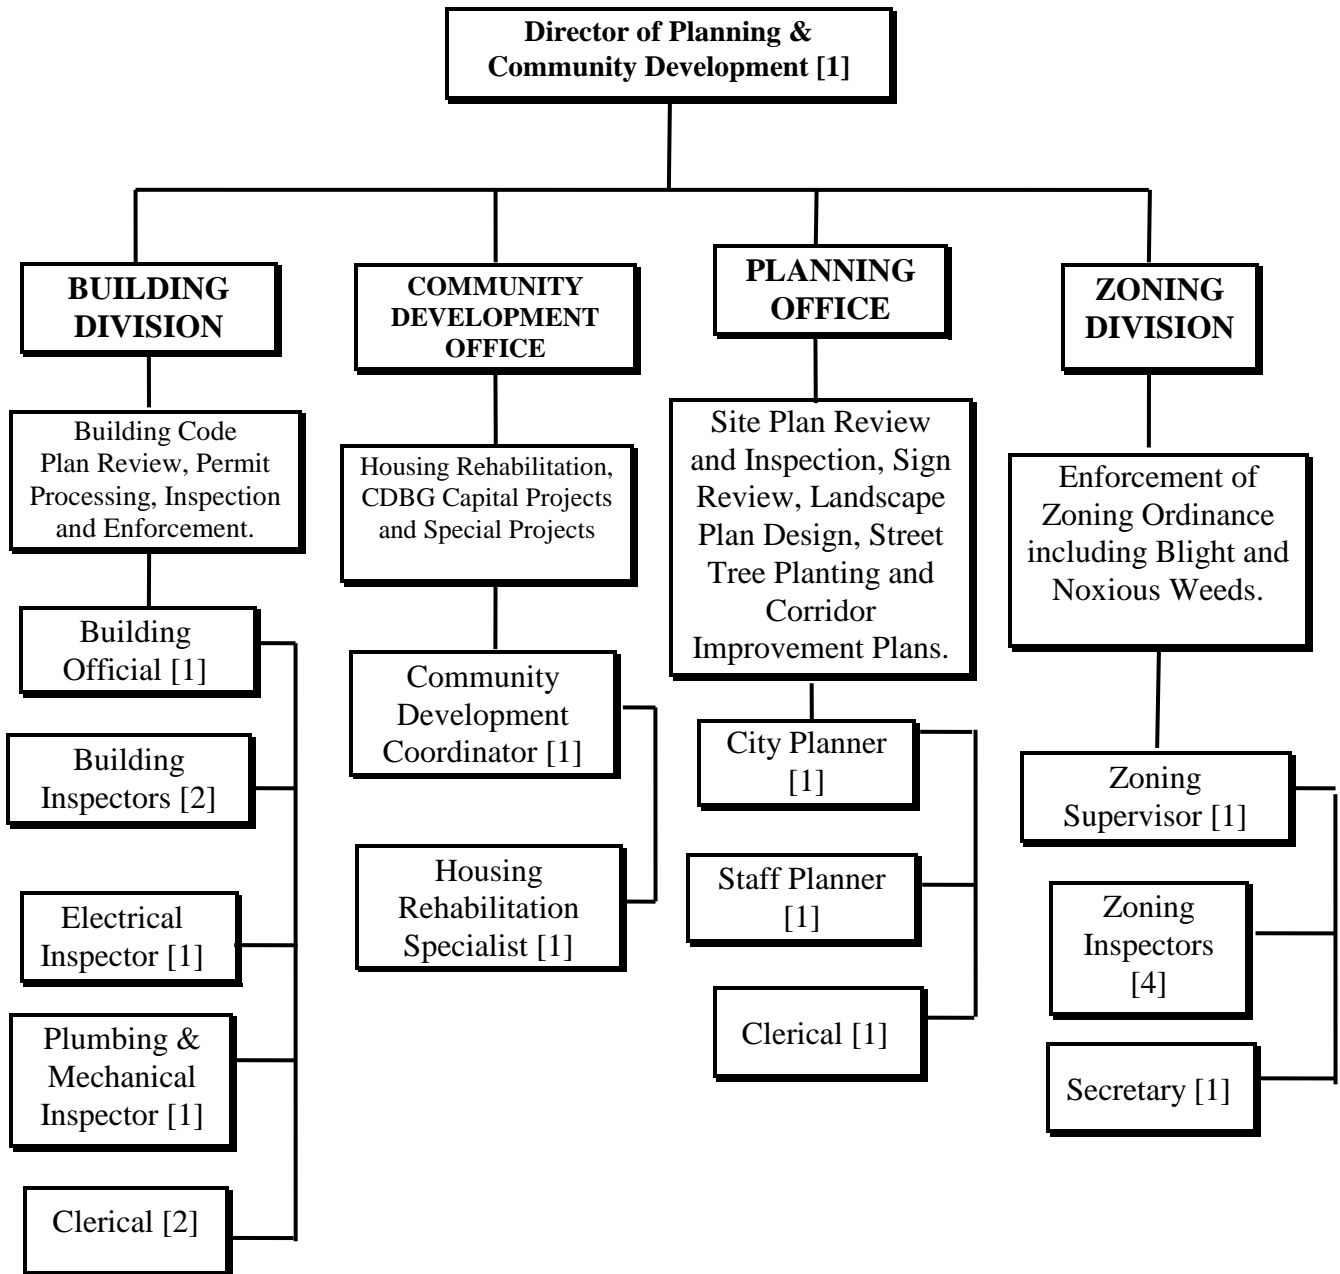 Director of Planning &
Community Development [1]
BUILDING
DIVISION
Building Code
Plan Review, Permit
Processing, Inspection
and Enforcement.
Building
Official [1]
Building
Inspectors [2]
Electrical
Inspector [1]
Plumbing &
Mechanical
Inspector [1]
Clerical [2]
COMMUNITY
DEVELOPMENT
OFFICE
Housing Rehabilitation,
CDBG Capital Projects
and Special Projects
Community
Development
Coordinator [1]
Housing
Rehabilitation
Specialist [1]
PLANNING
OFFICE
Site Plan Review
and Inspection, Sign
Review, Landscape
Plan Design, Street
Tree Planting and
Corridor
Improvement Plans.
City Planner
[1]
Staff Planner
[1]
Clerical [1]
ZONING
DIVISION
Enforcement of
Zoning Ordinance
including Blight and
Noxious Weeds.
Zoning
Supervisor [1]
Zoning
Inspectors
[4]
Secretary [1]